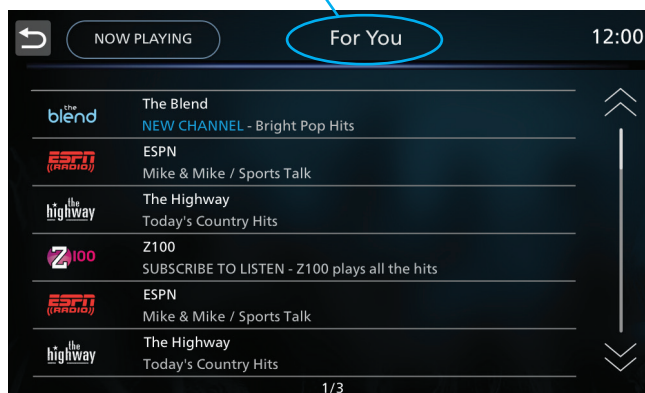 NOW PLAYING
For You
12:00
the blend
The Blend
NEW CHANNEL - Bright Pop Hits
ESPN
((RADIO))
ESPN
Mike & Mike / Sports Talk
the
highway
The Highway
Today's Country Hits
Z100
Z100
SUBSCRIBE TO LISTEN - Z100 plays all the hits
ESPN
((RADIO))
ESPN
Mike & Mike / Sports Talk
the
highway
The Highway
Today's Country Hits
1/3